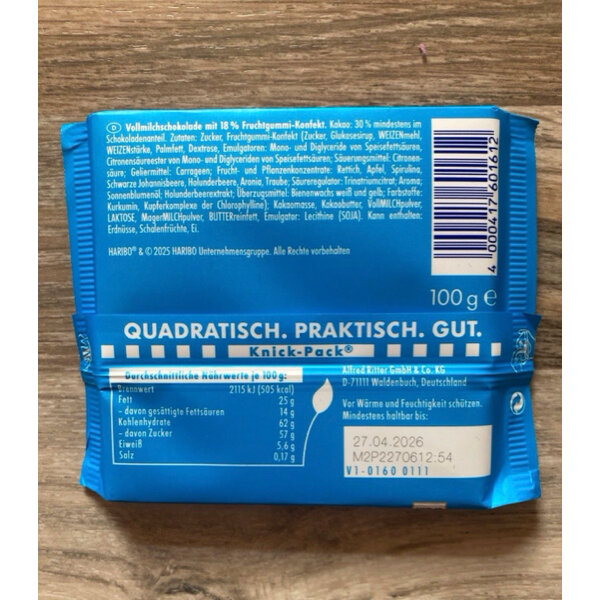 D Vollmilchschokolade mit 18 % Fruchtgummi-Konfekt. Kakao: 30 % mindestens im
Schokoladenanteil. Zutaten: Zucker, Fruchtgummi-Konfekt (Zucker, Glukosesirup, WEIZENmehl,
WEIZENstärke, Palmfett, Dextrose, Emulgatoren: Mono- und Diglyceride von Speisefettsäuren,
Citronensäureester von Mono- und Diglyceriden von Speisefettsäuren; Säuerungsmittel: Citronen-
säure; Geliermittel: Carrageen; Frucht- und Pflanzenkonzentrate: Rettich, Apfel, Spirulina,
Schwarze Johannisbeere, Holunderbeere, Aronia, Traube; Säureregulator: Trinatriumcitrat; Aroma;
Sonnenblumenöl; Holunderbeerextrakt; Überzugsmittel: Bienenwachs weiß und gelb; Farbstoffe:
Kurkumin, Kupferkomplexe der Chlorophylline); Kakaomasse, Kakaobutter, VollMILCHpulver,
LAKTOSE, MagerMILCHpulver, BUTTERreinfett, Emulgator: Lecithine (SOJA). Kann enthalten:
Erdnüsse, Schalenfrüchte, Ei.
HARIBO® & © 2025 HARIBO Unternehmensgruppe. Alle Rechte vorbehalten
4 000417 601612
100 g e
QUADRATISCH. PRAKTISCH. GUT.
Knick-Pack®
Durchschnittliche Nährwerte je 100 g:
Brennwert 2115 kJ (505 kcal)
Fett 25 g
– davon gesättigte Fettsäuren 14 g
Kohlenhydrate 62 g
– davon Zucker 57 g
Eiweiß 5,6 g
Salz 0,17 g
Alfred Ritter GmbH & Co. KG
D-71111 Waldenbuch, Deutschland
Vor Wärme und Feuchtigkeit schützen.
Mindestens haltbar bis:
27.04.2026
M2P2270612:54
V1-0160 0111